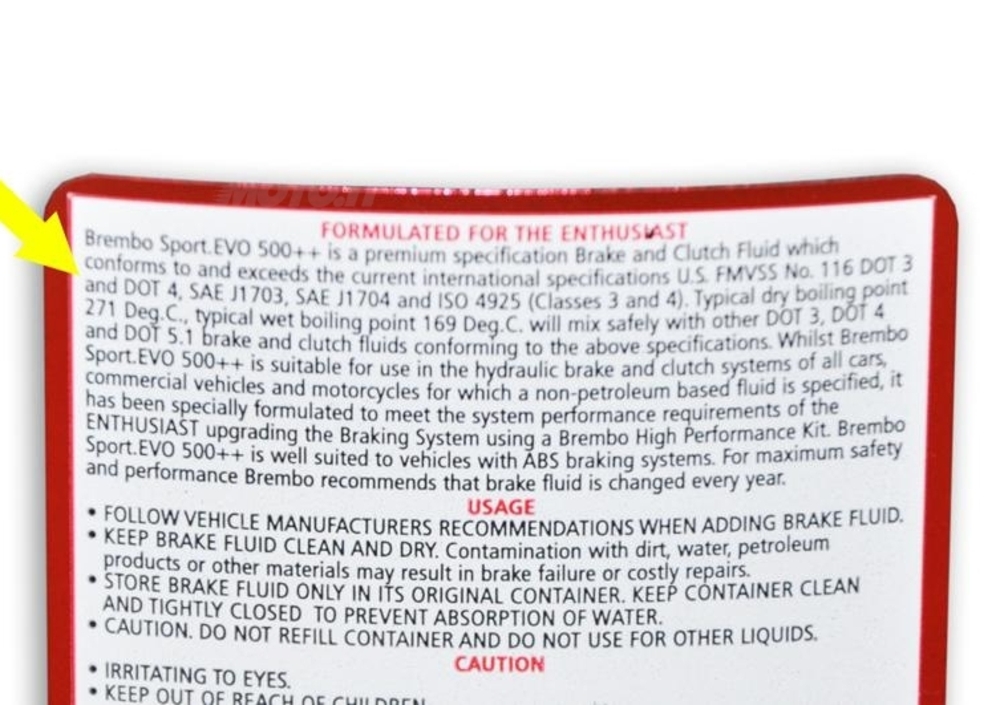 MOTO.IT
FORMULATED FOR THE ENTHUSIAST
Brembo Sport.EVO 500++ is a premium specification Brake and Clutch Fluid which
conforms to and exceeds the current international specifications U.S. FMVSS No. 116 DOT 3
and DOT 4, SAE J1703, SAE J1704 and ISO 4925 (Classes 3 and 4). Typical dry boiling point
271 Deg.C., typical wet boiling point 169 Deg.C. will mix safely with other DOT 3, DOT 4
and DOT 5.1 brake and clutch fluids conforming to the above specifications. Whilst Brembo
Sport.EVO 500++ is suitable for use in the hydraulic brake and clutch systems of all cars,
commercial vehicles and motorcycles for which a non-petroleum based fluid is specified, it
has been specially formulated to meet the system performance requirements of the
ENTHUSIAST upgrading the Braking System using a Brembo High Performance Kit. Brembo
Sport.EVO 500++ is well suited to vehicles with ABS braking systems. For maximum safety
and performance Brembo recommends that brake fluid is changed every year.
USAGE
• FOLLOW VEHICLE MANUFACTURERS RECOMMENDATIONS WHEN ADDING BRAKE FLUID.
• KEEP BRAKE FLUID CLEAN AND DRY. Contamination with dirt, water, petroleum
products or other materials may result in brake failure or costly repairs.
• STORE BRAKE FLUID ONLY IN ITS ORIGINAL CONTAINER. KEEP CONTAINER CLEAN
AND TIGHTLY CLOSED TO PREVENT ABSORPTION OF WATER.
• CAUTION. DO NOT REFILL CONTAINER AND DO NOT USE FOR OTHER LIQUIDS.
CAUTION
• IRRITATING TO EYES.
• KEEP OUT OF REACH OF CHILDREN